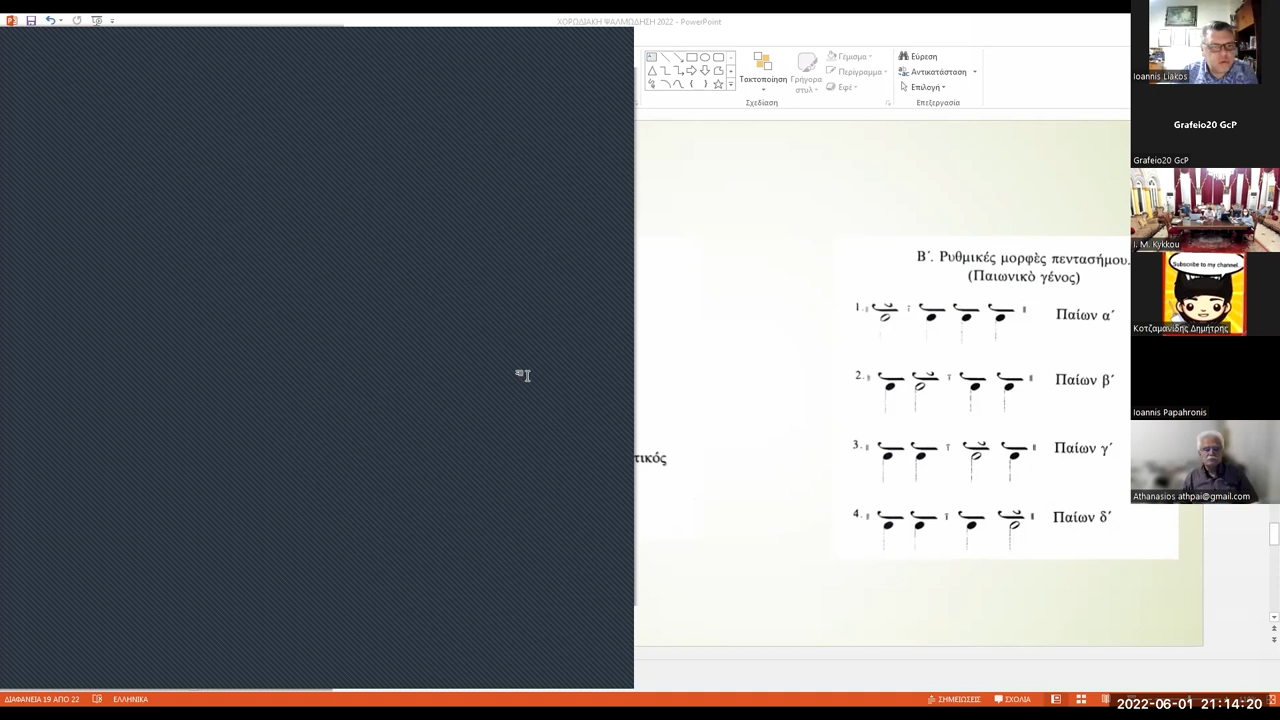 ΧΟΡΩΔΙΑΚΗ ΨΑΛΜΩΔΗΣΗ 2022 - PowerPoint
Τακτοποίηση
Γρήγορα
στυλ
Γέμισμα
Περίγραμμα
Εφέ
Σχεδίαση
Εύρεση
Αντικατάσταση
Επιλογή
Επεξεργασία
Β΄. Ρυθμικές μορφὲς πεντασήμου.
(Παιωνικὸ γένος)
1. Παίων α΄
2. Παίων β΄
3. Παίων γ΄
4. Παίων δ΄
τικός
Ioannis Liakos
Grafeio20 GcP
Grafeio20 GcP
I. M. Kykkou
Subscribe to my channel.
Κοτζαμανίδης Δημήτρης
Ioannis Papahronis
Athanasios athpai@gmail.com
ΔΙΑΦΑΝΕΙΑ 19 ΑΠΟ 22
ΕΛΛΗΝΙΚΑ
ΣΗΜΕΙΩΣΕΙΣ
ΣΧΟΛΙΑ
2022-06-01 21:14:20